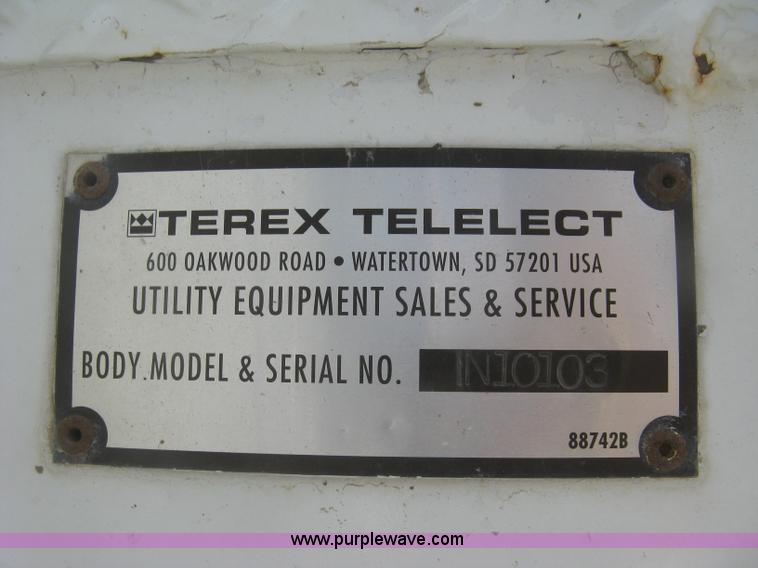 TEREX TELELECT
600 OAKWOOD ROAD • WATERTOWN, SD 57201 USA
UTILITY EQUIPMENT SALES & SERVICE
BODY MODEL & SERIAL NO. IN10103
88742B
www.purplewave.com